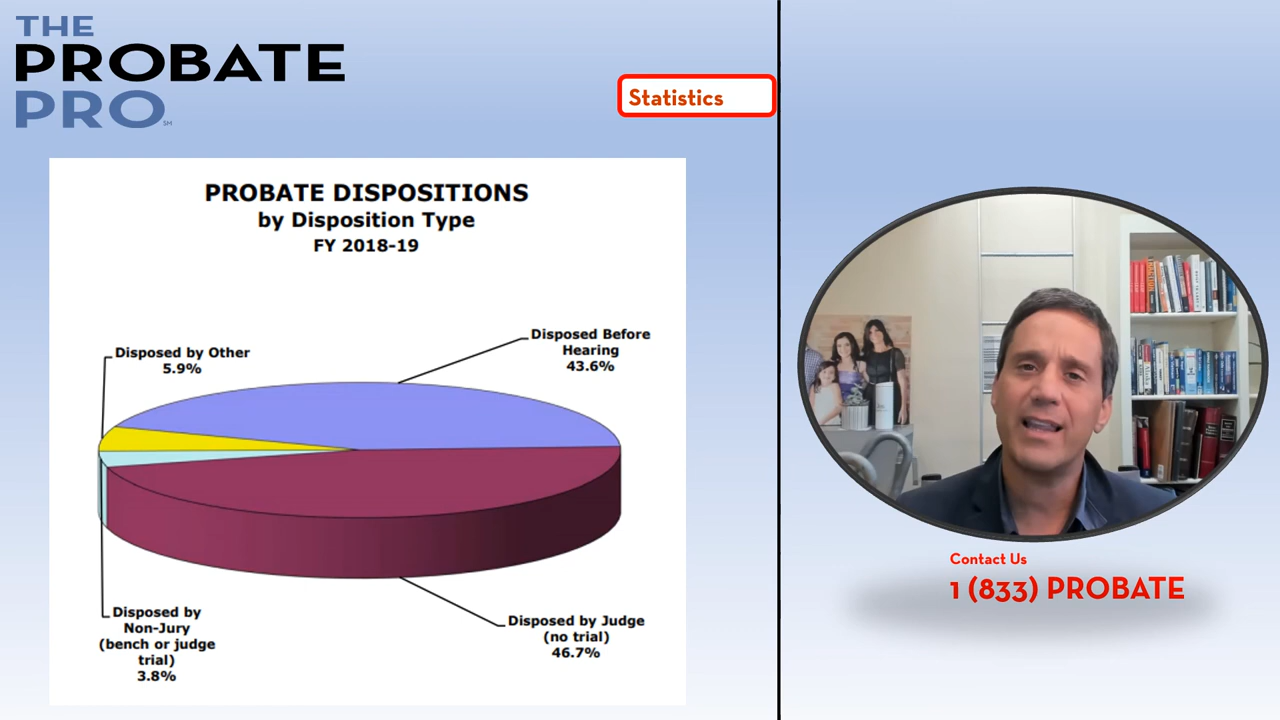 THE
PROBATE
PRO
SM
Statistics
PROBATE DISPOSITIONS
by Disposition Type
FY 2018-19
Disposed Before
Hearing
43.6%
Disposed by Other
5.9%
Disposed by
Non-Jury
(bench or judge
trial)
3.8%
Disposed by Judge
(no trial)
46.7%
Contact Us
1 (833) PROBATE